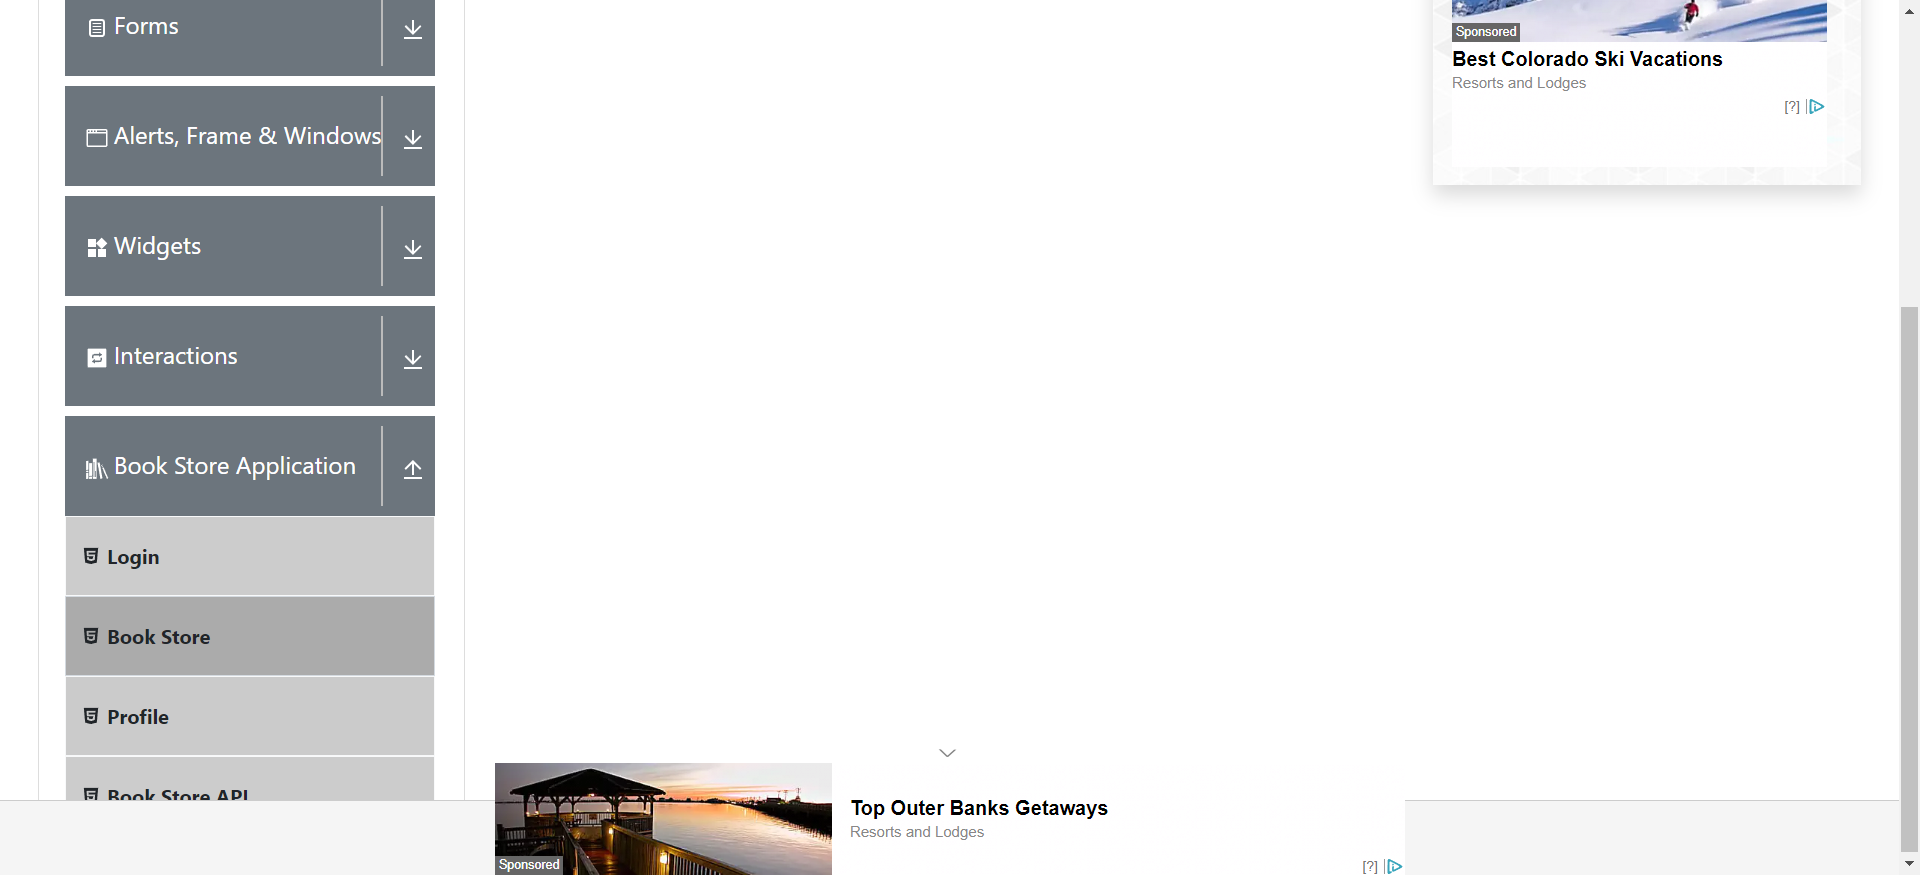 Forms
Alerts, Frame & Windows
Widgets
Interactions
Book Store Application
Login
Book Store
Profile
Book Store API
Sponsored
Best Colorado Ski Vacations
Resorts and Lodges
[?]
Top Outer Banks Getaways
Resorts and Lodges
Sponsored
[?]